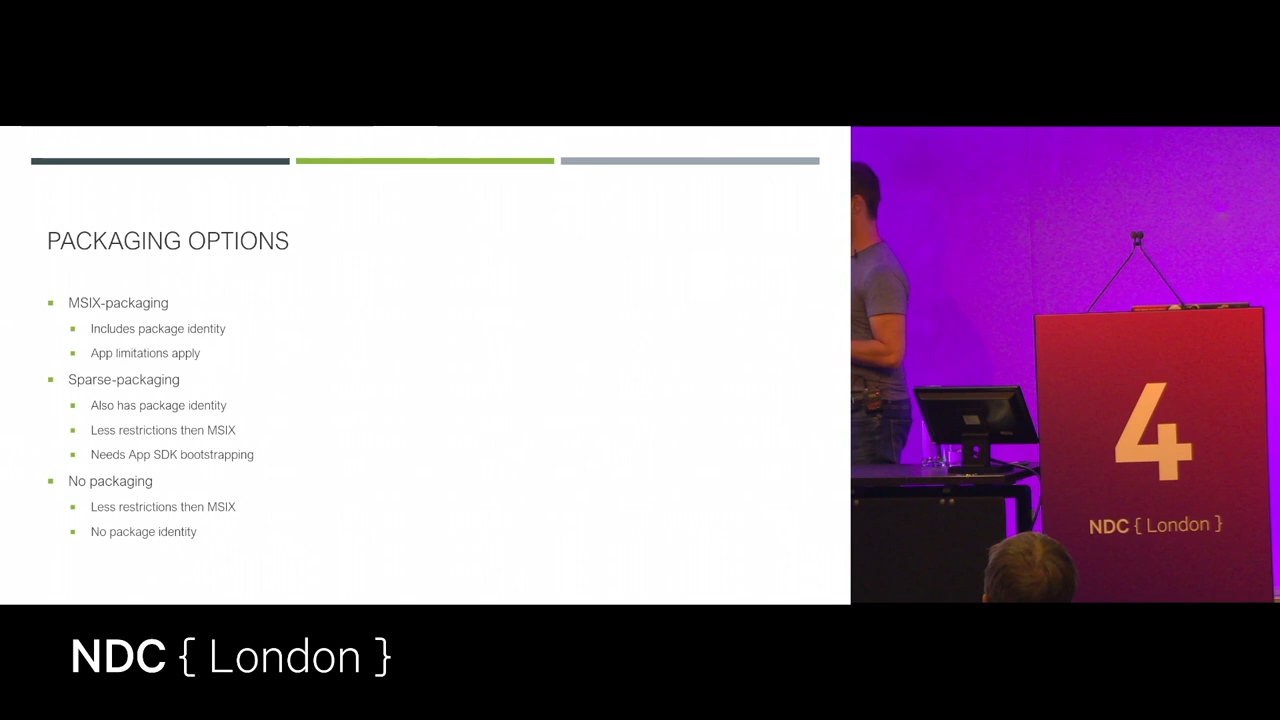 PACKAGING OPTIONS
MSIX-packaging
Includes package identity
App limitations apply
Sparse-packaging
Also has package identity
Less restrictions then MSIX
Needs App SDK bootstrapping
No packaging
Less restrictions then MSIX
No package identity
4
NDC { London }
NDC { London }